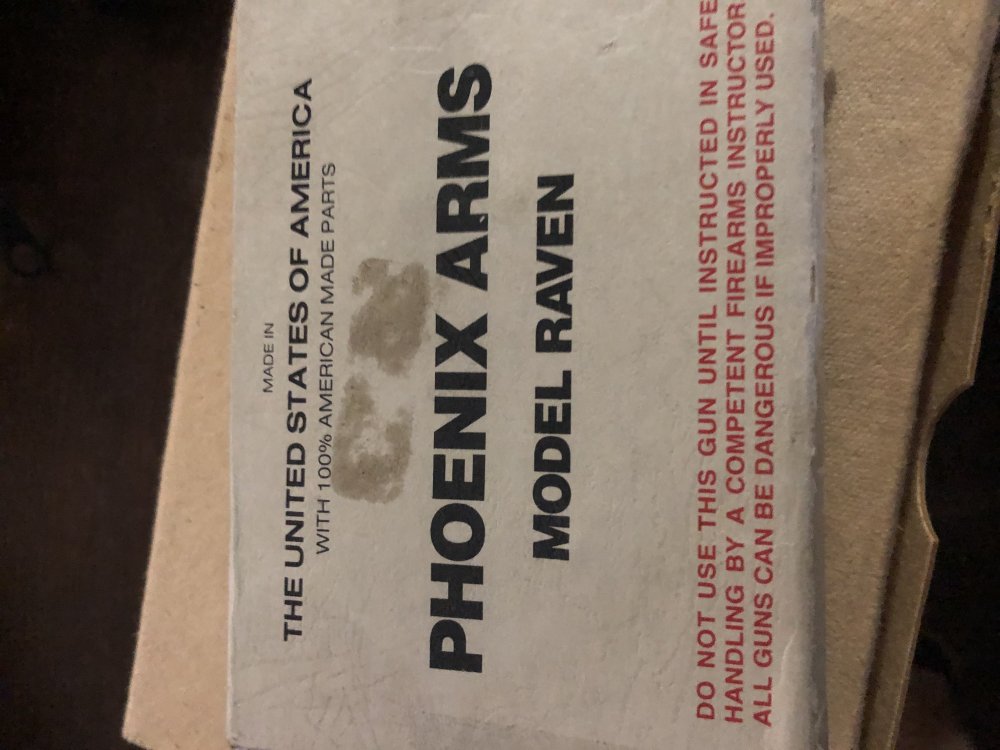 MADE IN
THE UNITED STATES OF AMERICA
WITH 100% AMERICAN MADE PARTS
PHOENIX ARMS
MODEL RAVEN
DO NOT USE THIS GUN UNTIL INSTRUCTED IN SAFE
HANDLING BY A COMPETENT FIREARMS INSTRUCTOR
ALL GUNS CAN BE DANGEROUS IF IMPROPERLY USED.